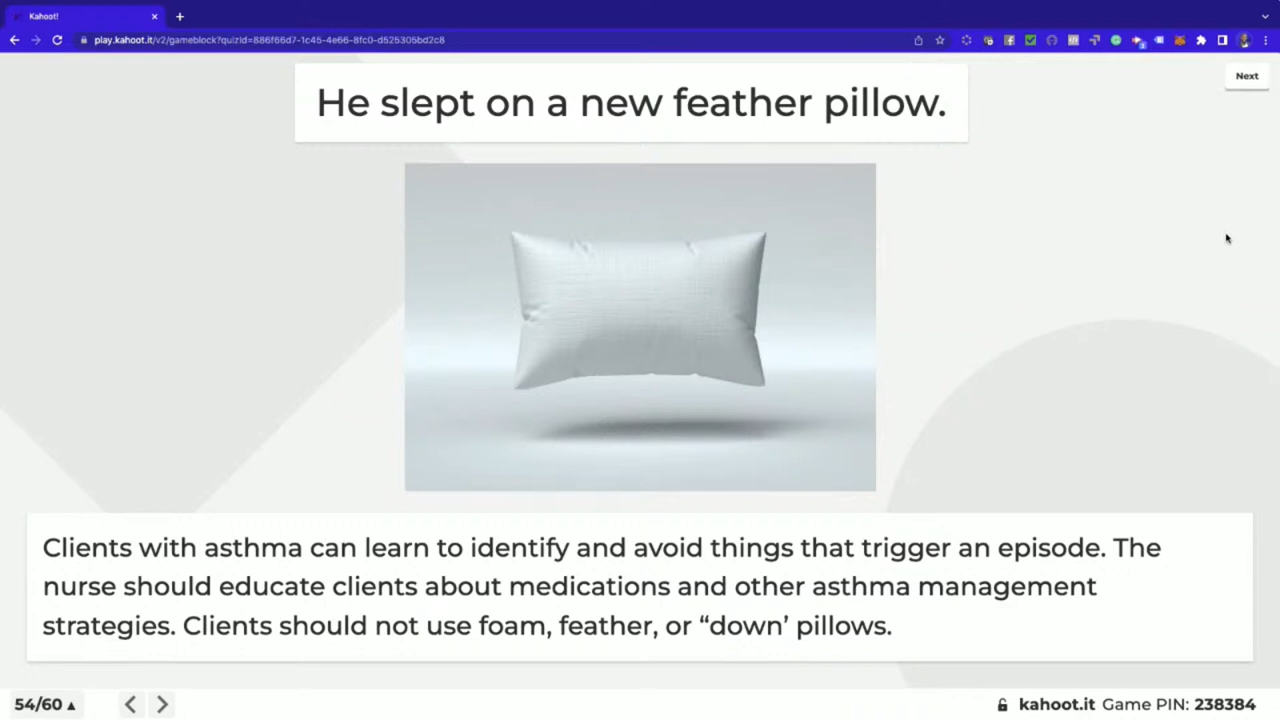 Kahoot!
play.kahoot.it/v2/gameblock?quizId=886f66d7-1c45-4e66-8fc0-d525305bd2c8
Next
He slept on a new feather pillow.
Clients with asthma can learn to identify and avoid things that trigger an episode. The
nurse should educate clients about medications and other asthma management
strategies. Clients should not use foam, feather, or “down’ pillows.
54/60
kahoot.it Game PIN: 238384